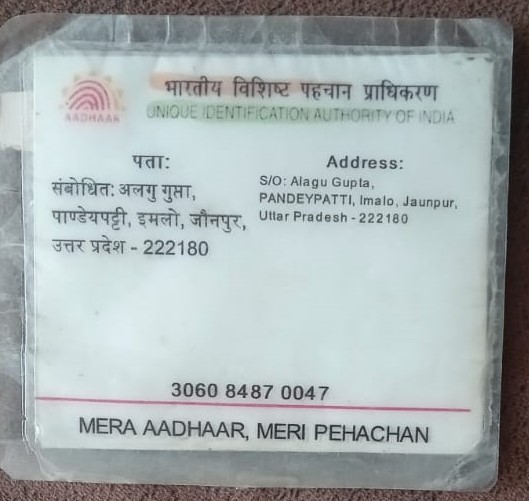 भारतीय विशिष्ट पहचान प्राधिकरण
AADHAAR
UNIQUE IDENTIFICATION AUTHORITY OF INDIA
पता:
संबोधित: अलगु गुप्ता,
पाण्डेयपट्टी, इमलो, जौनपुर,
उत्तर प्रदेश - 222180
Address:
S/O: Alagu Gupta,
PANDEYPATTI, Imalo, Jaunpur,
Uttar Pradesh - 222180
3060 8487 0047
MERA AADHAAR, MERI PEHACHAN